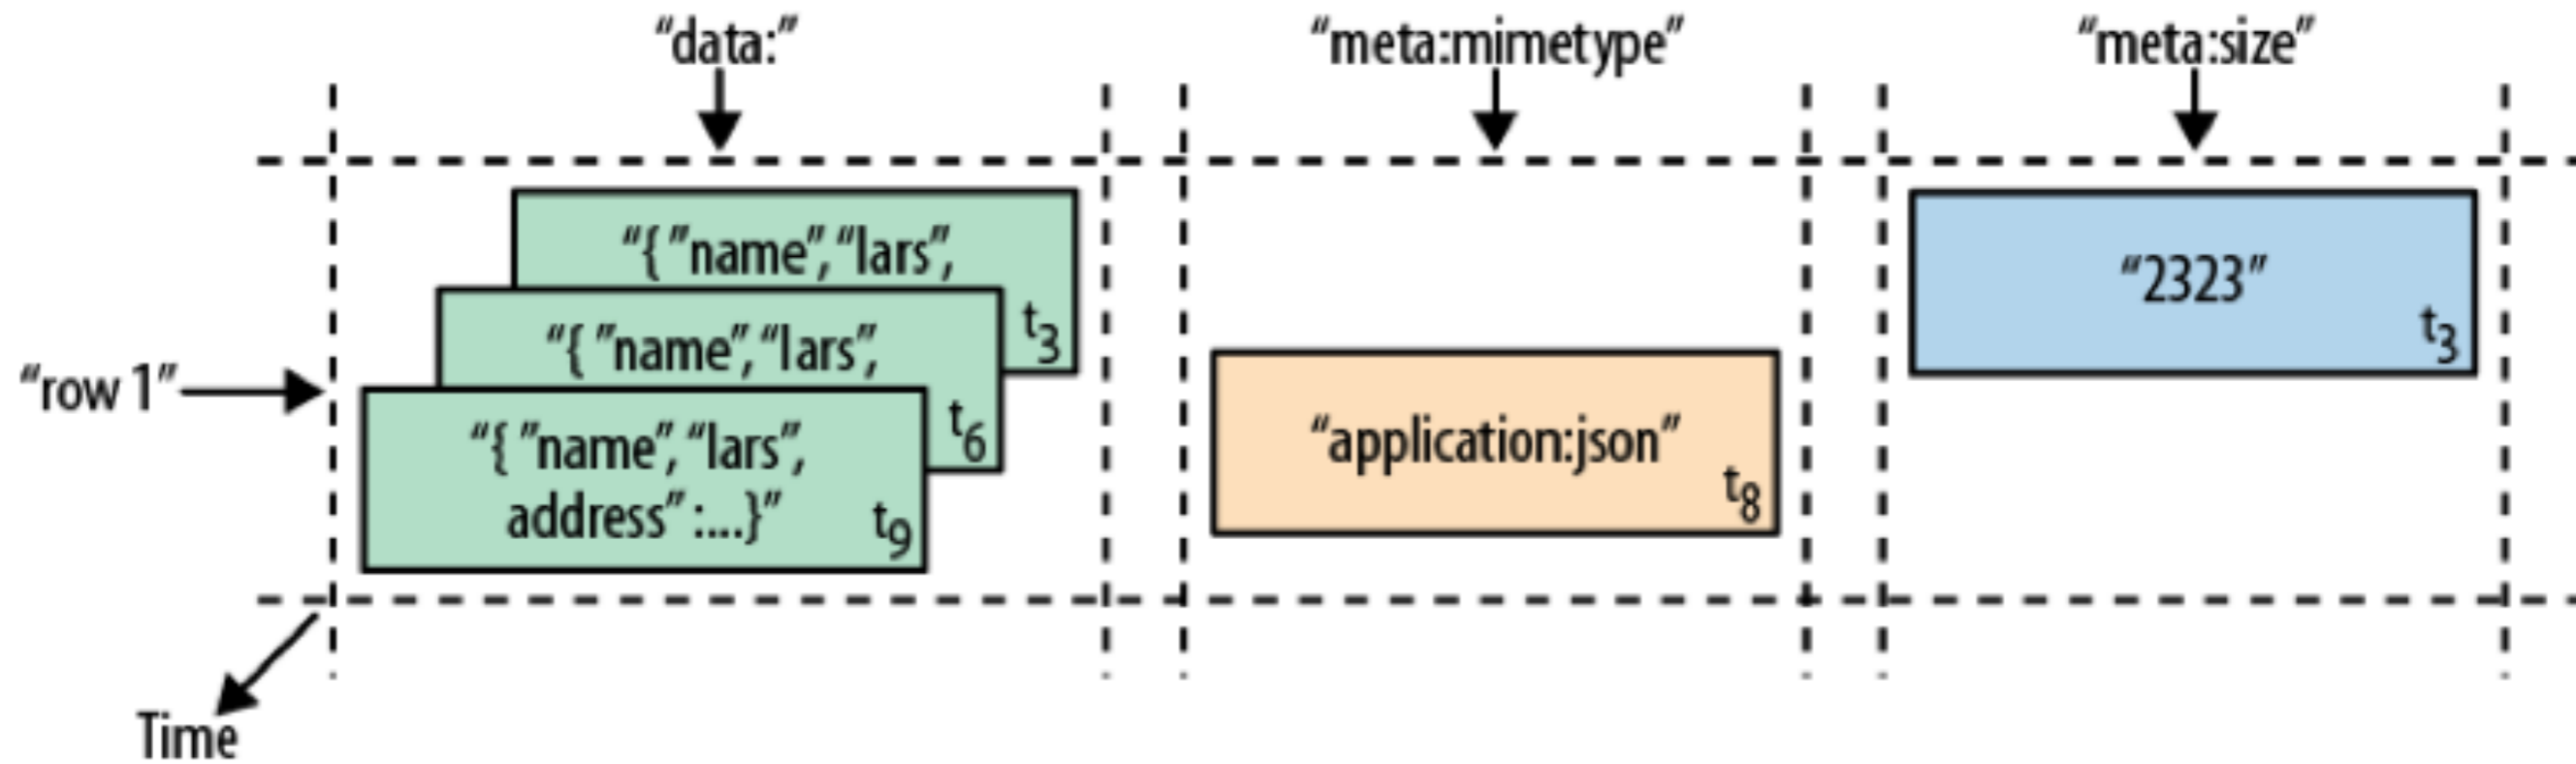 “data:”
“meta:mimetype”
“meta:size”
“{ ”name”, “lars”,
t3
“{ ”name”, “lars”,
t6
“{ ”name”, “lars”,
address” :...}”
t9
“application:json”
t8
“2323”
t3
“row 1”
Time